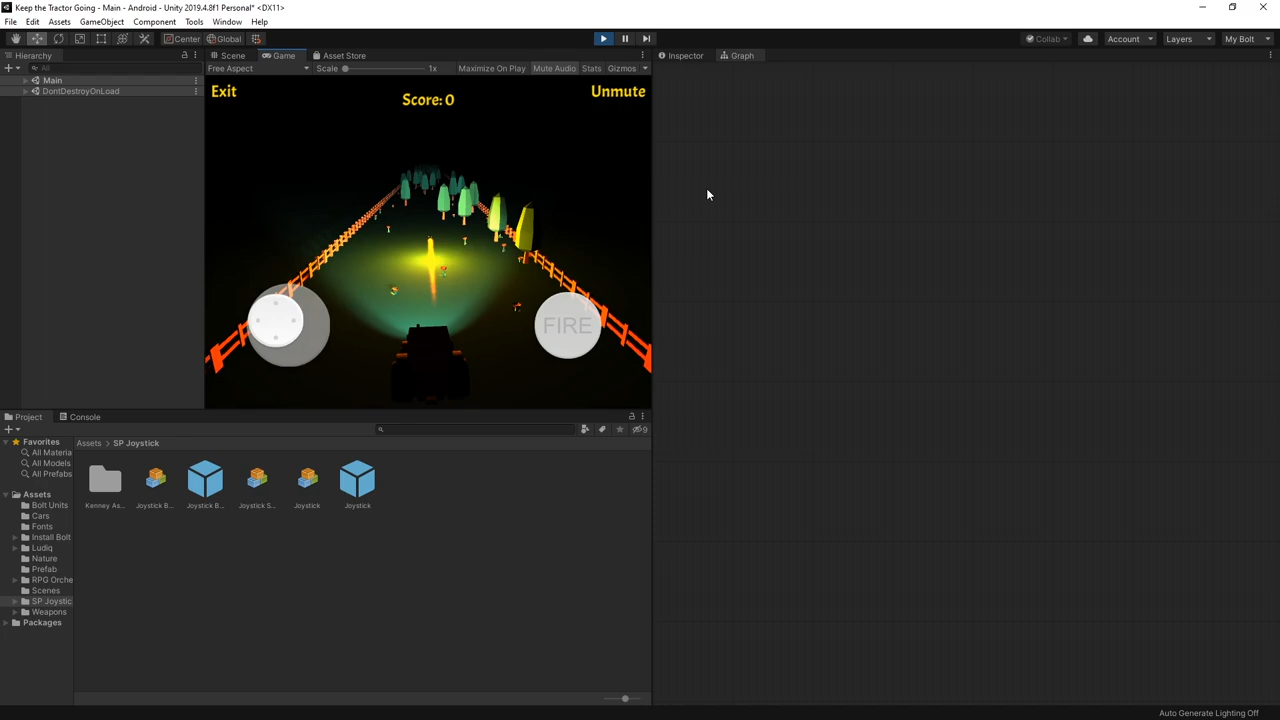 Keep the Tractor Going - Main - Android - Unity 2019.4.8f1 Personal* <DX11>
File Edit Assets GameObject Component Tools Window Help
Center Global Collab Account Layers My Bolt
Hierarchy Scene Game Asset Store Inspector Graph
All Free Aspect Scale 1x Maximize On Play Mute Audio Stats Gizmos
Main
DontDestroyOnLoad
Exit Score: 0 Unmute
FIRE
Project Console
9
Favorites Assets > SP Joystick
All Materia
All Models
All Prefabs
Assets
Bolt Units Kenney As... Joystick B... Joystick B... Joystick S... Joystick Joystick
Cars
Fonts
Install Bolt
Ludiq
Nature
Prefab
RPG Orche
Scenes
SP Joystic
Weapons
Packages
Auto Generate Lighting Off